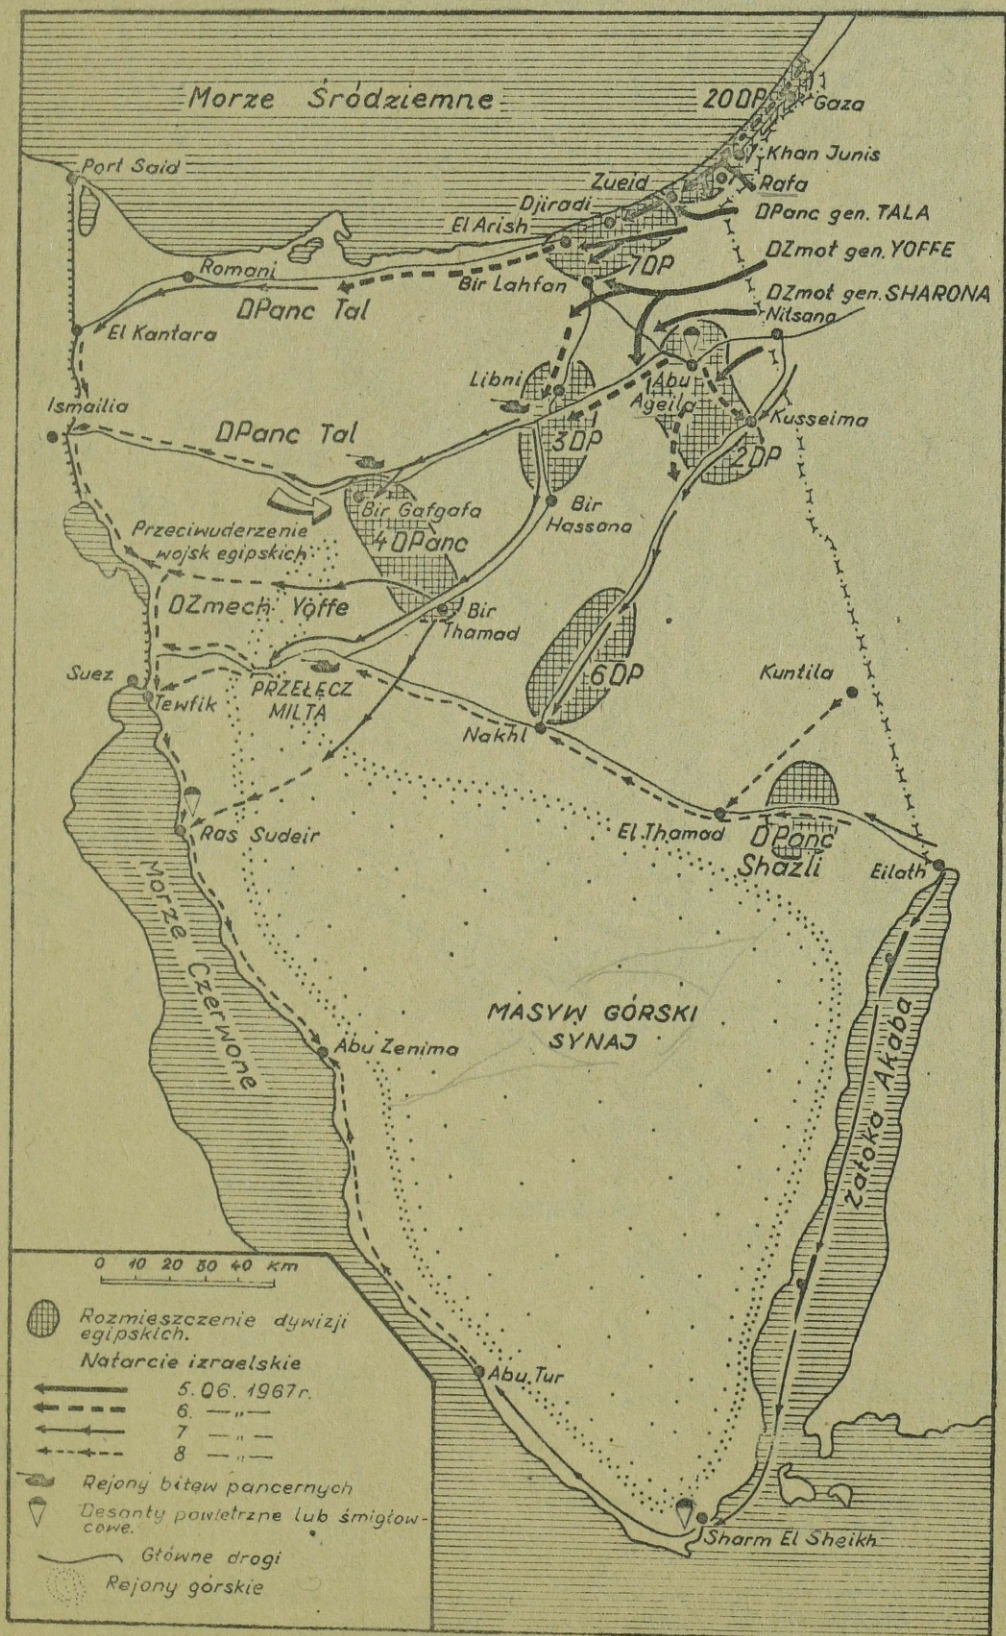 Morze Śródziemne
20DP
Gaza
Port Said
Khan Junis
Zueid
Rafa
Djiradi
DPanc gen. TALA
El Arish
DZmot gen. YOFFE
7DP
Romani
Bir Lahfan
DZmot gen. SHARONA
DPanc Tal
Nitsana
El Kantara
Libni
Abu
Ageila
Ismailia
Kusseima
DPanc Tal
3DP
2DP
Bir Gafgafa
Bir
Hassana
Przeciwuderzenie
wojsk egipskich
4DPanc
DZmech Yoffe
Bir
Thamad
Suez
Tewfik
PRZEŁĘCZ
MILTA
6DP
Kuntila
Nakhl
Ras Sudeir
El Thamad
DPanc
Shazli
Eilath
Morze Czerwone
MASYW GÓRSKI
SYNAJ
Zatoka Akaba
Abu Zenima
0 10 20 30 40 Km
Rozmieszczenie dywizji
egipskich.
Natarcie izraelskie
5.06. 1967r.
6. — „ —
7 — „ —
8 — „ —
Rejony bitew pancernych
Desanty powietrzne lub śmigłow-
cowe.
Główne drogi
Rejony górskie
Abu Tur
Sharm El Sheikh